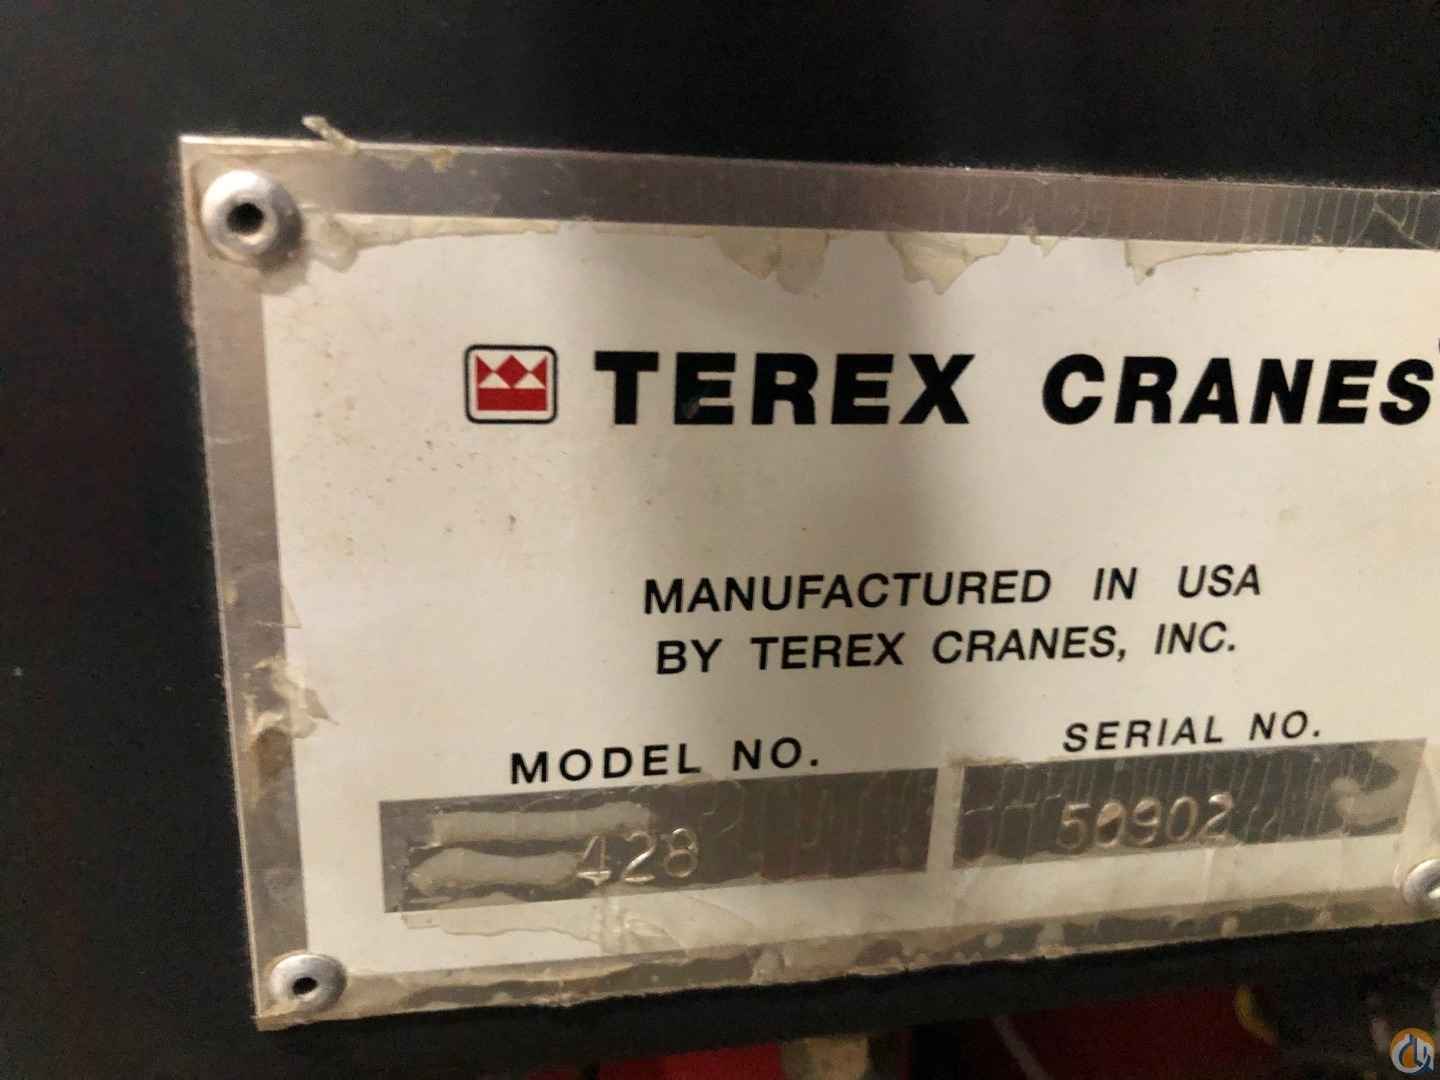 TEREX CRANES
MANUFACTURED IN USA
BY TEREX CRANES, INC.
MODEL NO. SERIAL NO.
428 50902